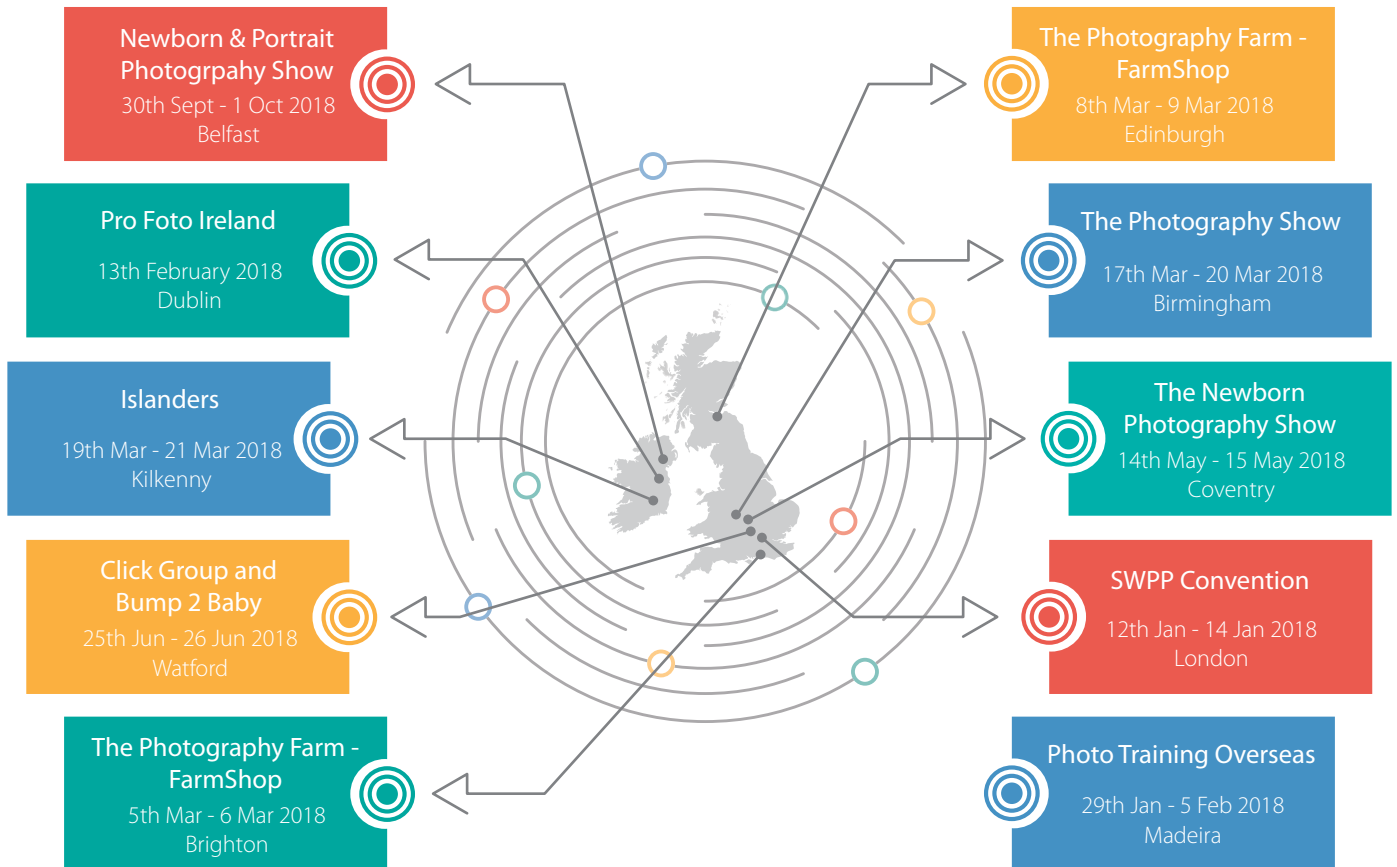 Newborn & Portrait
Photogrpahy Show
30th Sept - 1 Oct 2018
Belfast
Pro Foto Ireland
13th February 2018
Dublin
Islanders
19th Mar - 21 Mar 2018
Kilkenny
Click Group and
Bump 2 Baby
25th Jun - 26 Jun 2018
Watford
The Photography Farm -
FarmShop
5th Mar - 6 Mar 2018
Brighton
The Photography Farm -
FarmShop
8th Mar - 9 Mar 2018
Edinburgh
The Photography Show
17th Mar - 20 Mar 2018
Birmingham
The Newborn
Photography Show
14th May - 15 May 2018
Coventry
SWPP Convention
12th Jan - 14 Jan 2018
London
Photo Training Overseas
29th Jan - 5 Feb 2018
Madeira